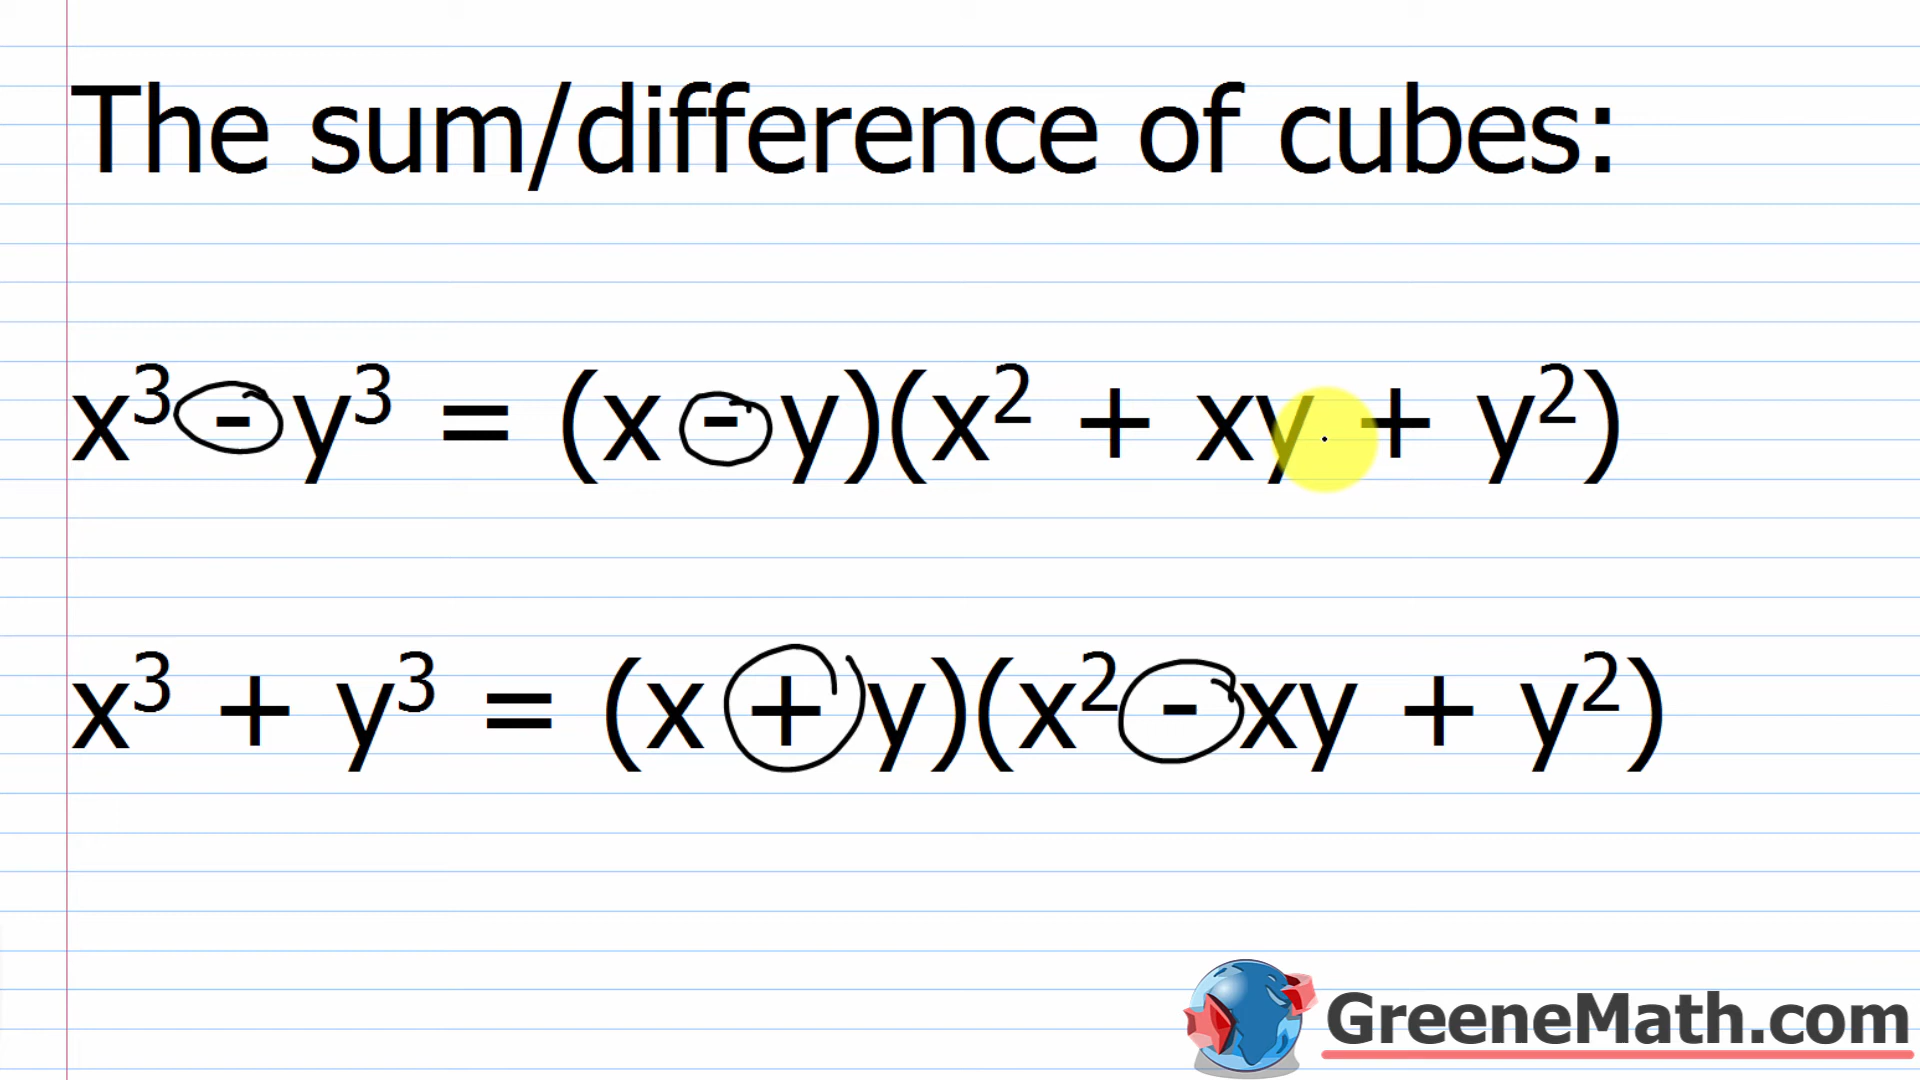 The sum/difference of cubes:
x³ - y³ = (x - y)(x² + xy + y²)
x³ + y³ = (x + y)(x² - xy + y²)
GreeneMath.com